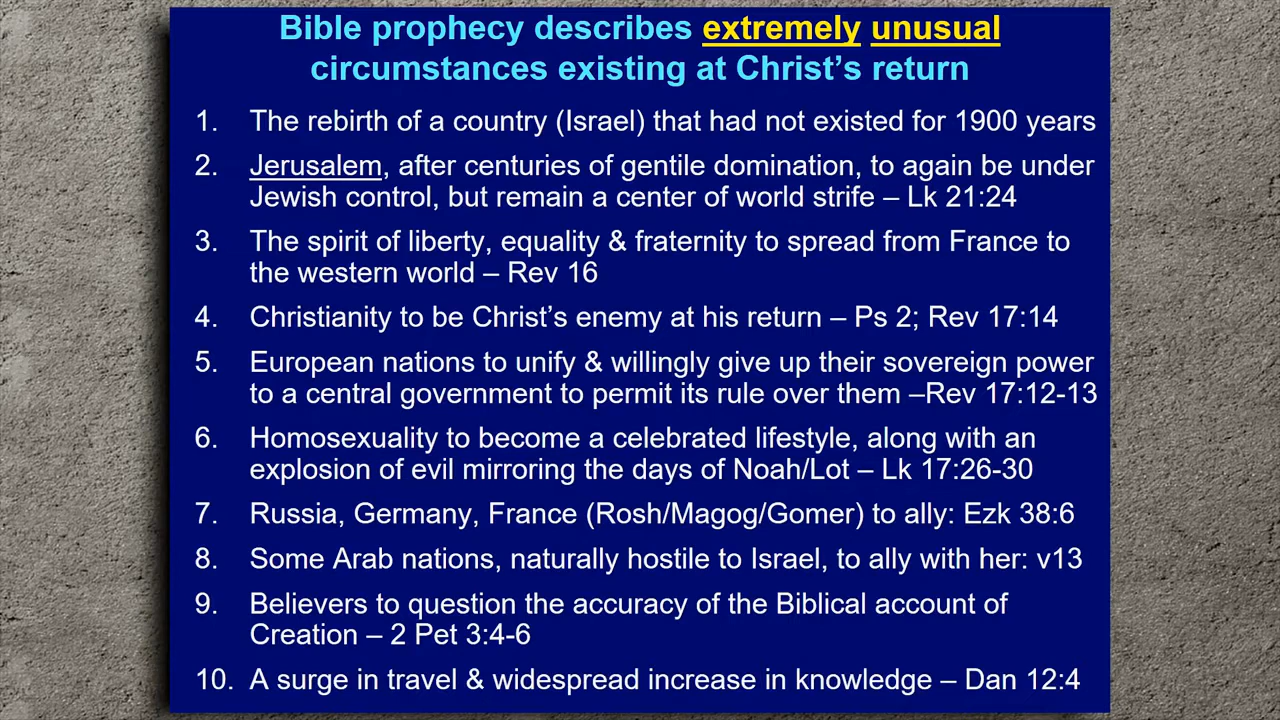 Bible prophecy describes extremely unusual
circumstances existing at Christ's return
1. The rebirth of a country (Israel) that had not existed for 1900 years
2. Jerusalem, after centuries of gentile domination, to again be under
Jewish control, but remain a center of world strife – Lk 21:24
3. The spirit of liberty, equality & fraternity to spread from France to
the western world – Rev 16
4. Christianity to be Christ's enemy at his return – Ps 2; Rev 17:14
5. European nations to unify & willingly give up their sovereign power
to a central government to permit its rule over them –Rev 17:12-13
6. Homosexuality to become a celebrated lifestyle, along with an
explosion of evil mirroring the days of Noah/Lot – Lk 17:26-30
7. Russia, Germany, France (Rosh/Magog/Gomer) to ally: Ezk 38:6
8. Some Arab nations, naturally hostile to Israel, to ally with her: v13
9. Believers to question the accuracy of the Biblical account of
Creation – 2 Pet 3:4-6
10. A surge in travel & widespread increase in knowledge – Dan 12:4